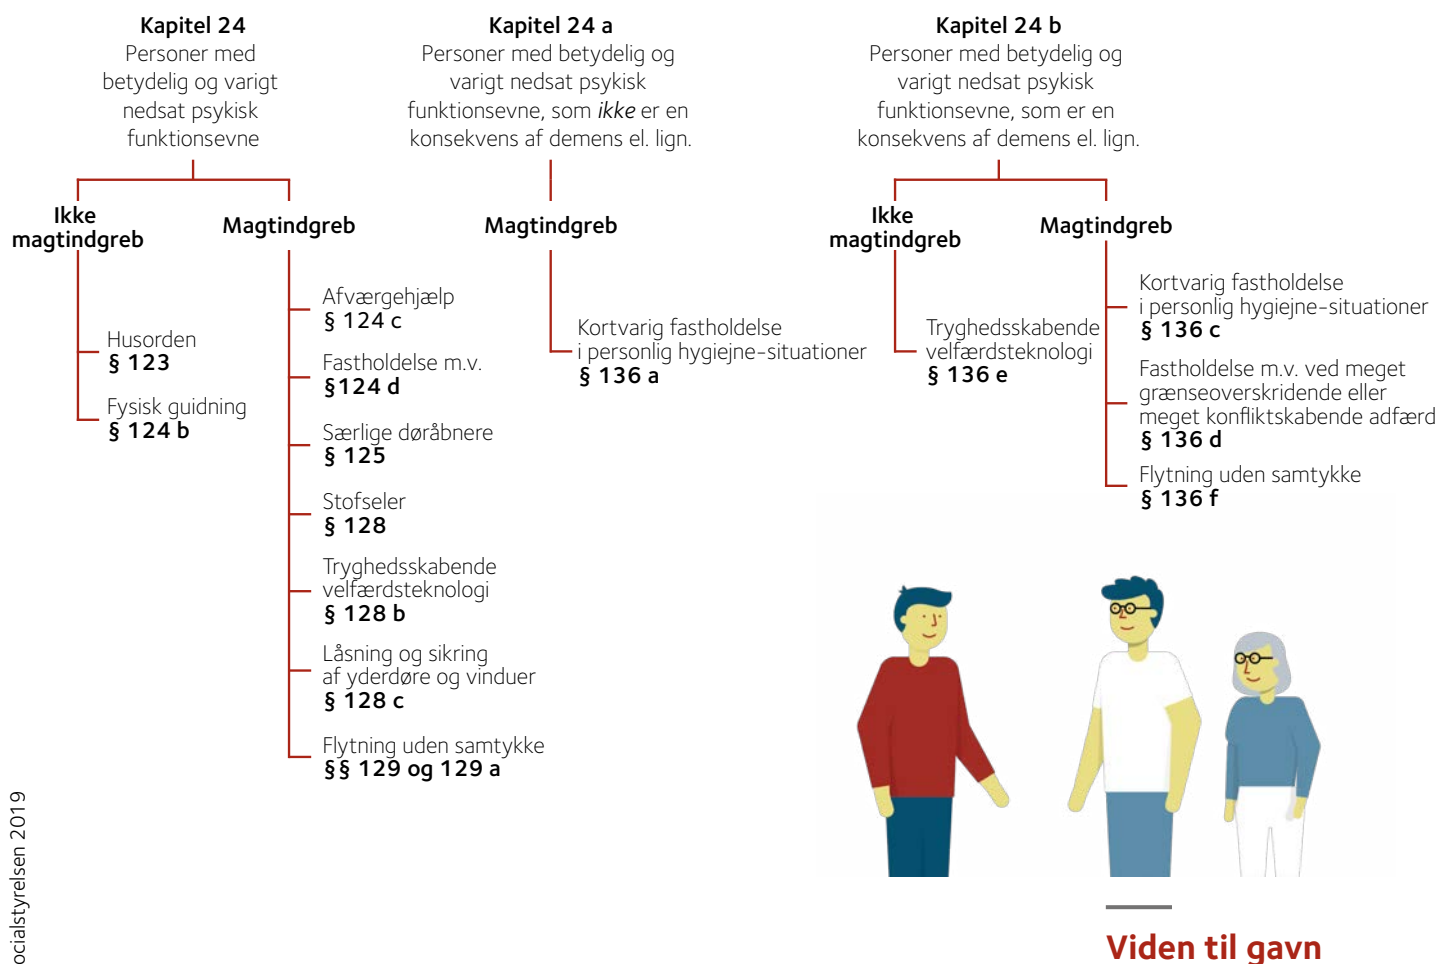 Kapitel 24
Personer med
betydelig og varigt
nedsat psykisk
funktionsevne
Ikke
magtindgreb
Husorden
§ 123
Fysisk guidning
§ 124 b
Magtindgreb
Afværgehjælp
§ 124 c
Fastholdelse m.v.
§124 d
Særlige døråbnere
§ 125
Stofseler
§ 128
Tryghedsskabende
velfærdsteknologi
§ 128 b
Låsning og sikring
af yderdøre og vinduer
§ 128 c
Flytning uden samtykke
§§ 129 og 129 a
Kapitel 24 a
Personer med betydelig og
varigt nedsat psykisk
funktionsevne, som ikke er en
konsekvens af demens el. lign.
Magtindgreb
Kortvarig fastholdelse
i personlig hygiejne-situationer
§ 136 a
Kapitel 24 b
Personer med betydelig og
varigt nedsat psykisk
funktionsevne, som er en
konsekvens af demens el. lign.
Ikke
magtindgreb
Tryghedsskabende
velfærdsteknologi
§ 136 e
Magtindgreb
Kortvarig fastholdelse
i personlig hygiejne-situationer
§ 136 c
Fastholdelse m.v. ved meget
grænseoverskridende eller
meget konfliktskabende adfærd
§ 136 d
Flytning uden samtykke
§ 136 f
ocialstyrelsen 2019
Viden til gavn